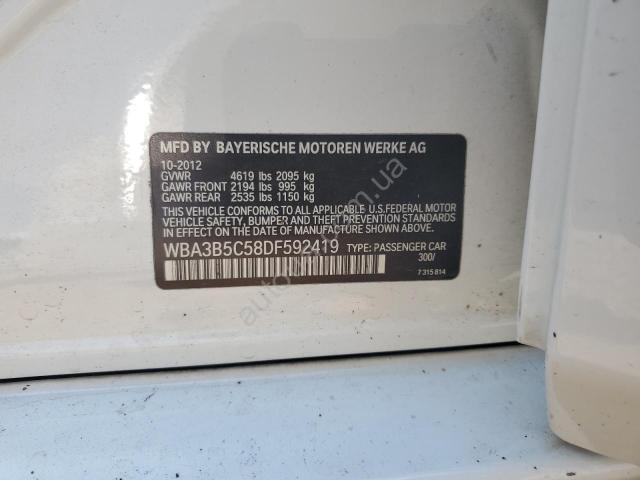 MFD BY BAYERISCHE MOTOREN WERKE AG
10-2012
GVWR 4619 lbs 2095 kg
GAWR FRONT 2194 lbs 995 kg
GAWR REAR 2535 lbs 1150 kg
THIS VEHICLE CONFORMS TO ALL APPLICABLE U.S.FEDERAL MOTOR
VEHICLE SAFETY, BUMPER AND THEFT PREVENTION STANDARDS
IN EFFECT ON THE DATE OF MANUFACTURE SHOWN ABOVE.
WBA3B5C58DF592419 TYPE: PASSENGER CAR
300/
7 315 814